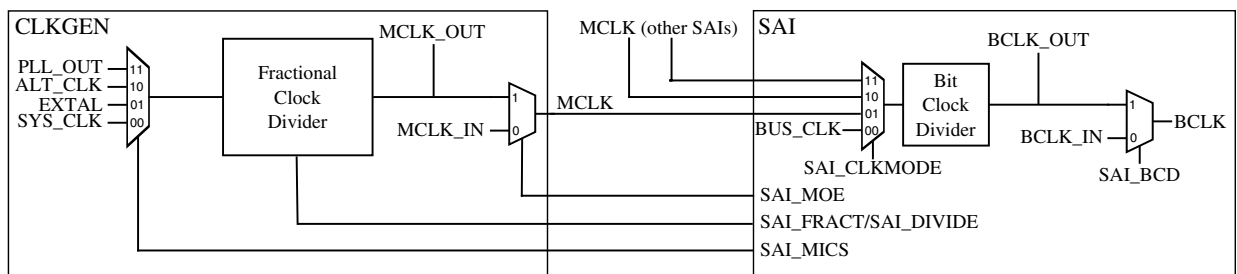 CLKGEN
PLL_OUT
ALT_CLK
EXTAL
SYS_CLK
11
10
01
00
Fractional
Clock
Divider
MCLK_OUT
MCLK_IN
1
0
MCLK
MCLK (other SAIs)
SAI
BUS_CLK
11
10
01
00
SAI_CLKMODE
Bit
Clock
Divider
BCLK_OUT
BCLK_IN
1
0
BCLK
SAI_BCD
SAI_MOE
SAI_FRACT/SAI_DIVIDE
SAI_MICS